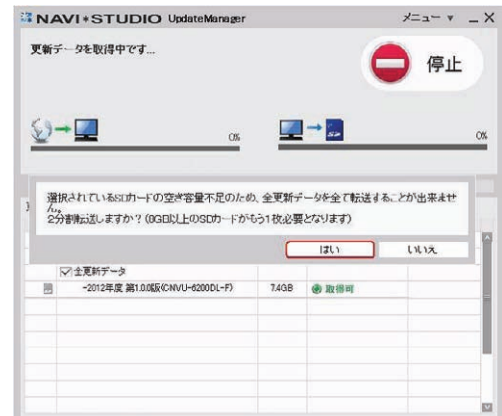 NAVI*STUDIO UpdateManager
メニュー ▼ _ X
更新データを取得中です...
停止
0%
0%
選択されているSDカードの空き容量不足のため、全更新データを全て転送することが出来ません。
2分割転送しますか？(8GB以上のSDカードがもう1枚必要となります)
はい
いいえ
全更新データ
-2012年度 第1.0.0版(CNVU-6200DL-F)
7.4GB
取得可